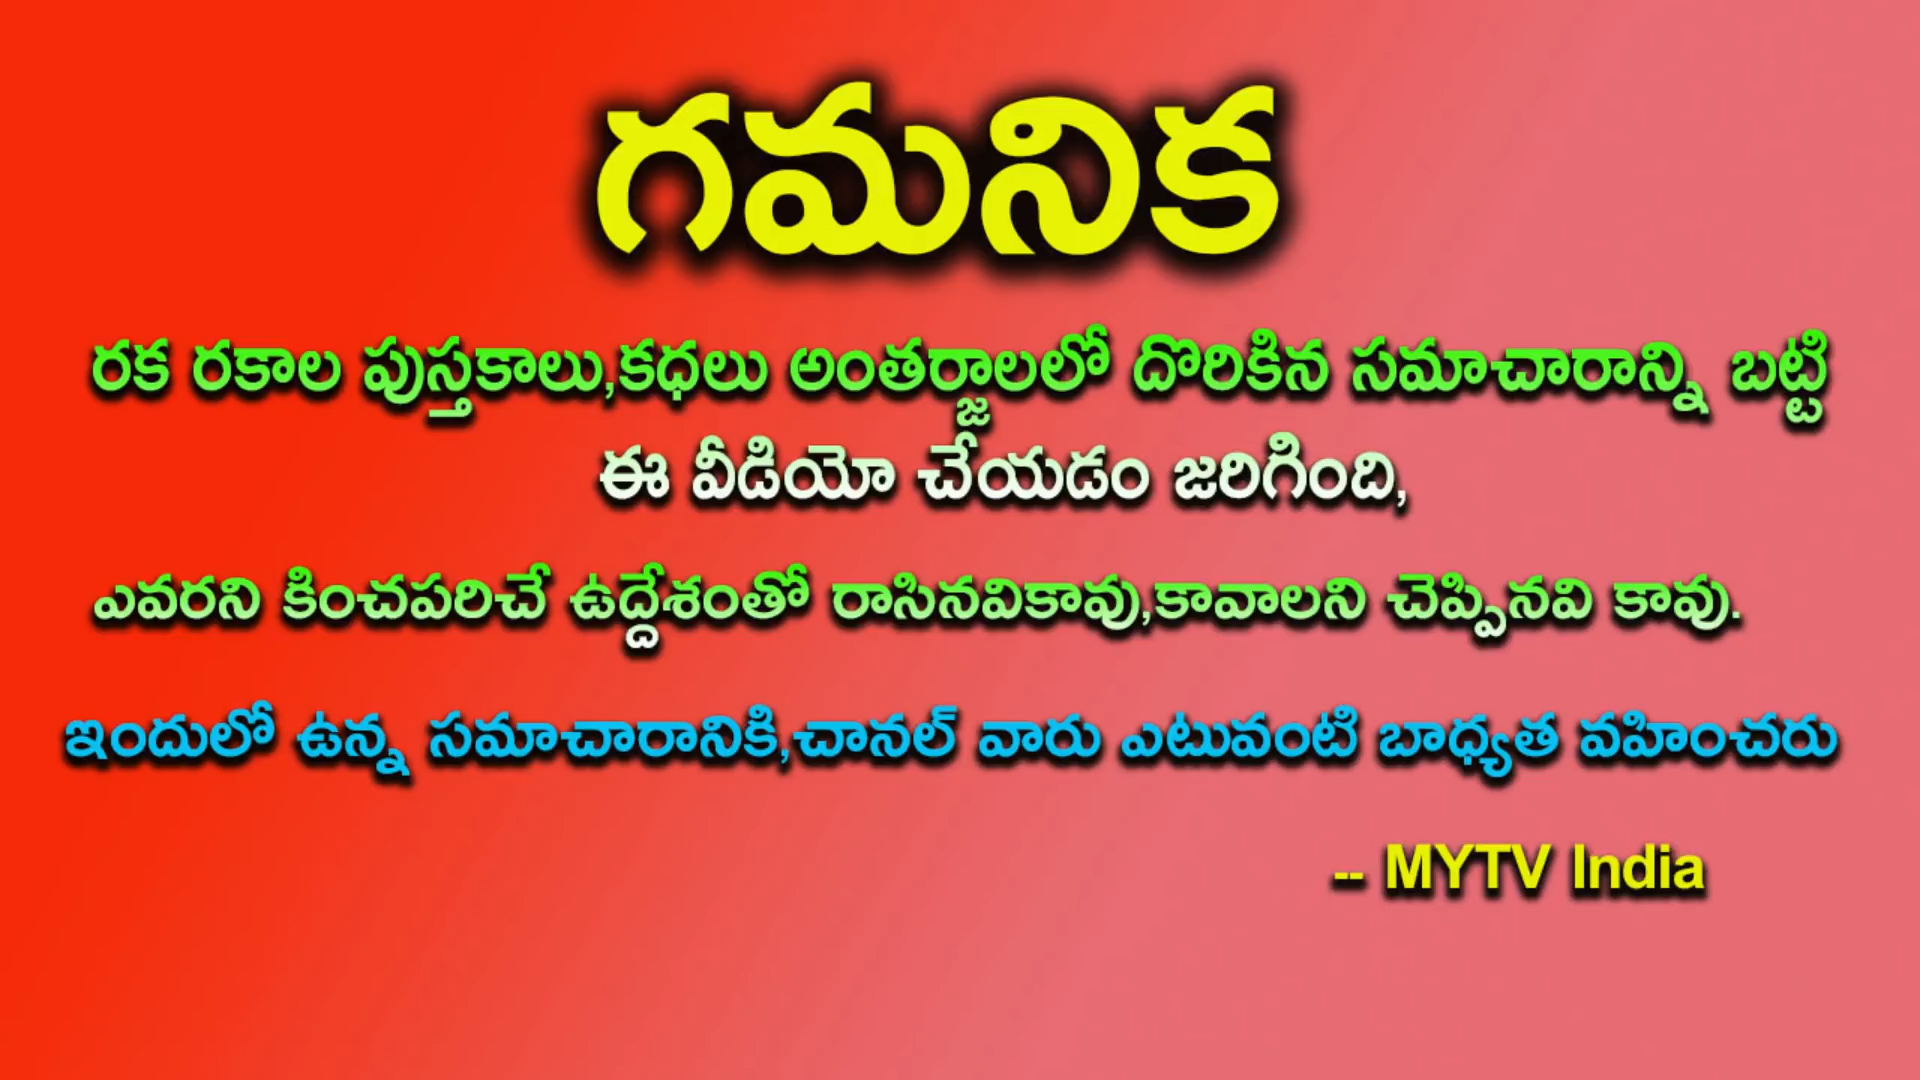 గమనిక
రక రకాల పుస్తకాలు,కధలు అంతర్జాలలో దొరికిన సమాచారాన్ని బట్టి
ఈ వీడియో చేయడం జరిగింది,
ఎవరని కించపరిచే ఉద్దేశంతో రాసినవికావు,కావాలని చెప్పినవి కావు.
ఇందులో ఉన్న సమాచారానికి,చానల్ వారు ఎటువంటి బాధ్యత వహించరు
-- MYTV India